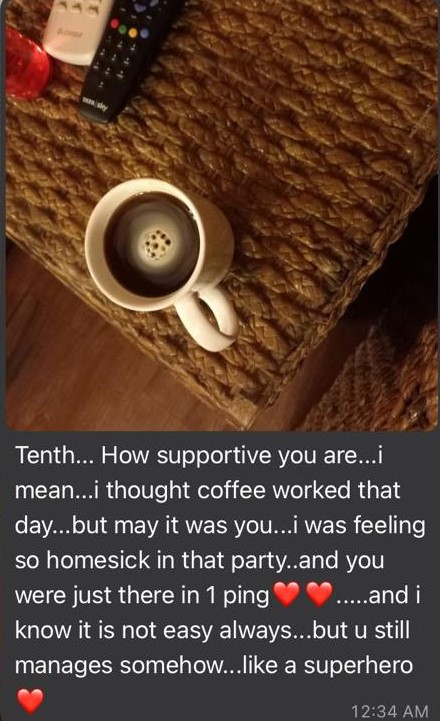 TATA sky
Tenth... How supportive you are...i
mean...i thought coffee worked that
day...but may it was you...i was feeling
so homesick in that party..and you
were just there in 1 ping❤️❤️.....and i
know it is not easy always...but u still
manages somehow...like a superhero
❤️
12:34 AM